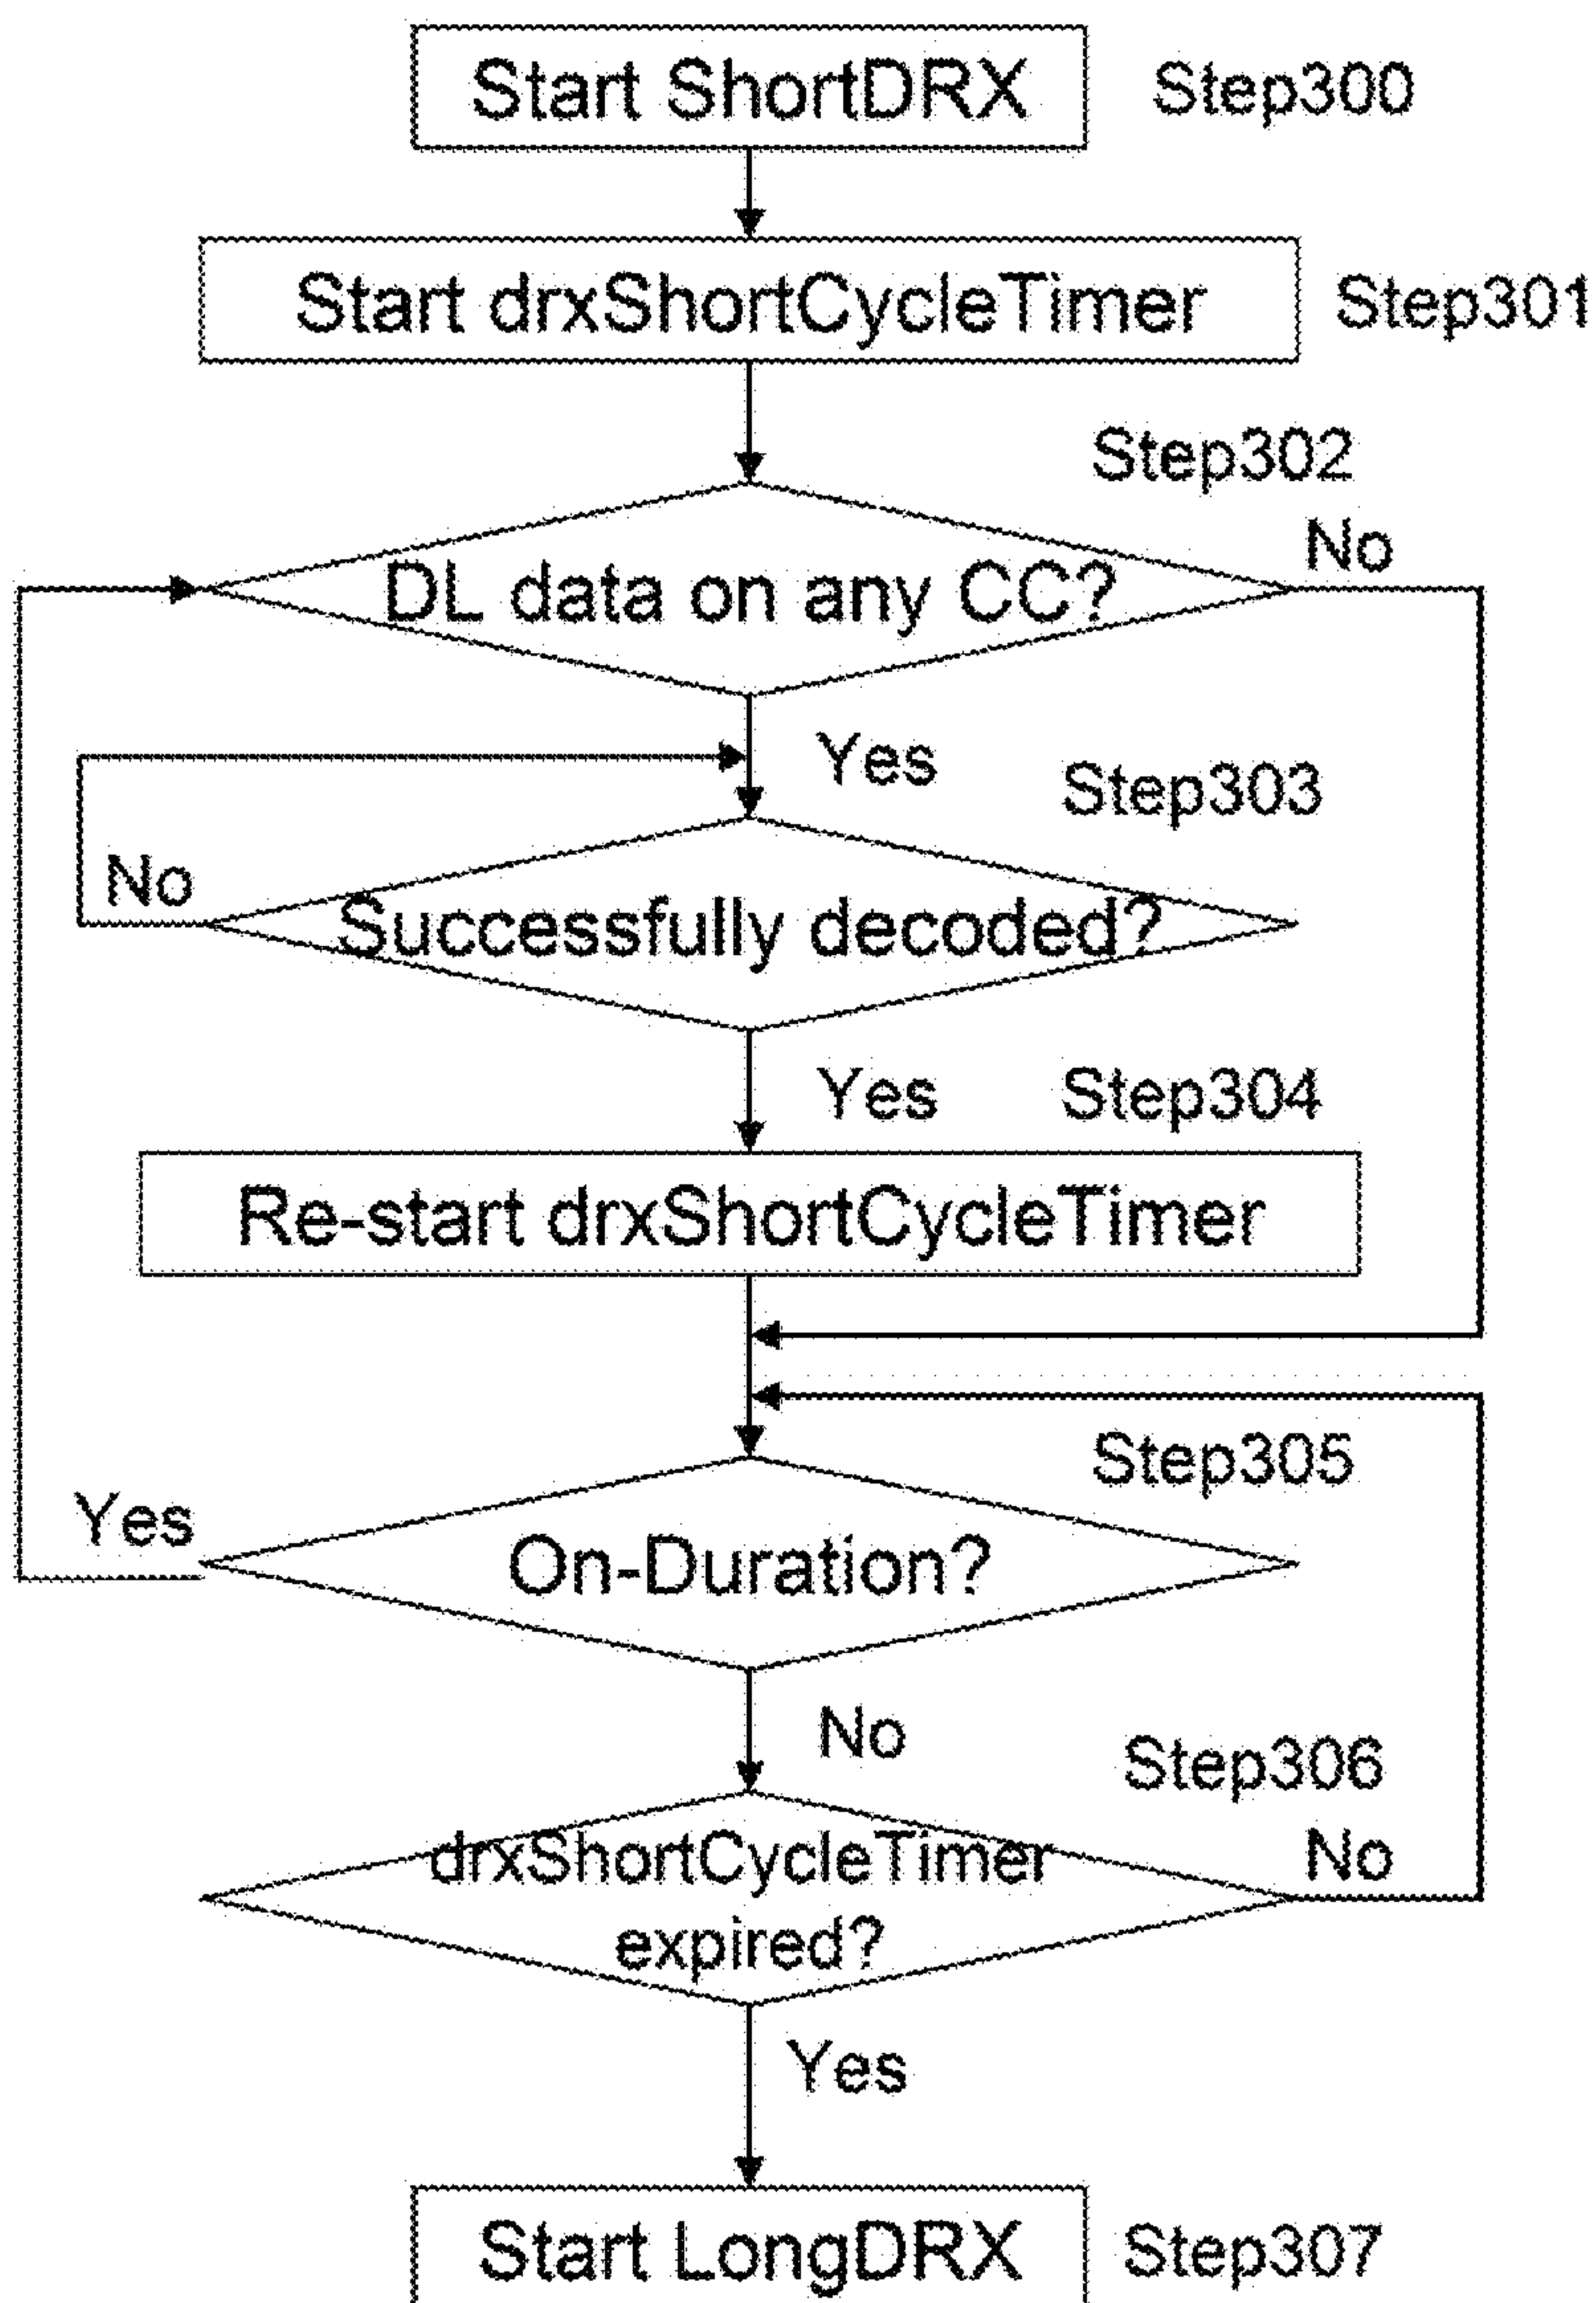 Start ShortDRX Step300
Start drxShortCycleTimer Step301
Step302
No
DL data on any CC?
Yes
Step303
No
Successfully decoded?
Yes Step304
Re-start drxShortCycleTimer
Step305
Yes
On-Duration?
No
Step306
drxShortCycleTimer No
expired?
Yes
Start LongDRX Step307